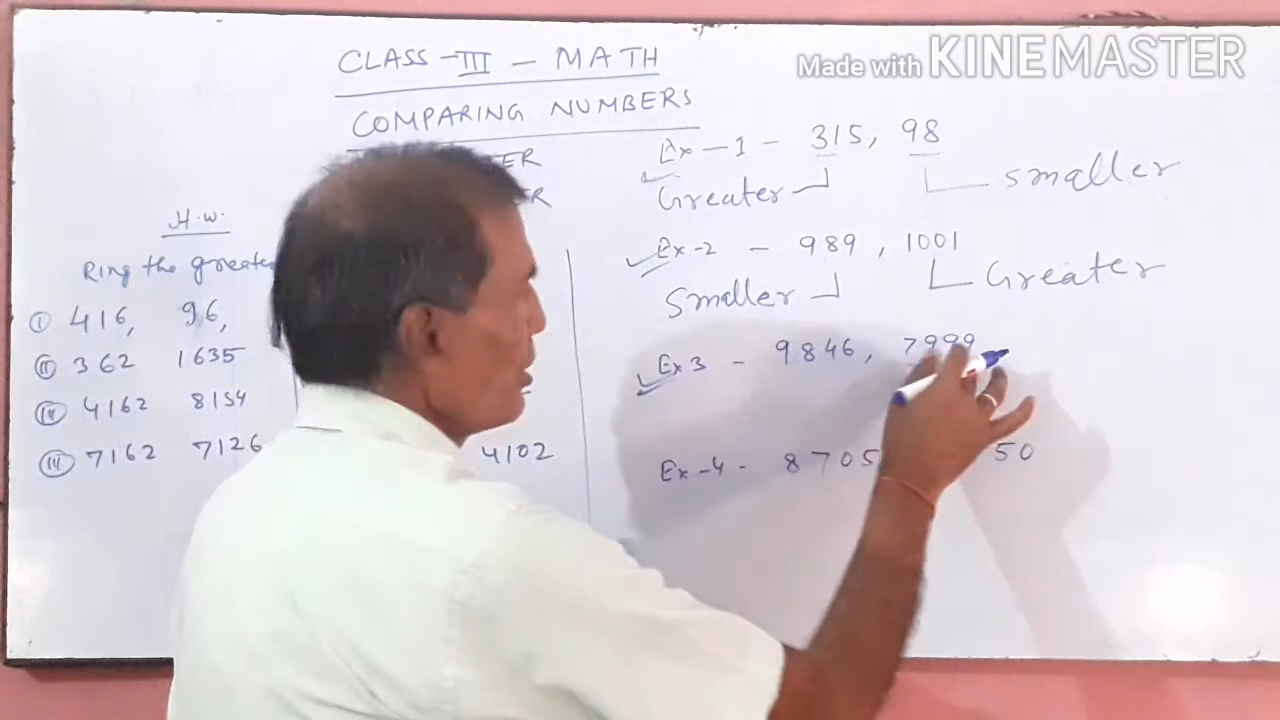 Made with KINEMASTER
CLASS-III - MATH
COMPARING NUMBERS
H.W.
Ring the greater
(I) 416, 96,
(II) 362 1635
(III) 4162 8154
(III) 7162 7126 4102
Ex-1 - 315, 98
Greater smaller
Ex-2 - 989, 1001
Smaller Greater
Ex 3 - 9846, 7999
Ex-4- 8705 50